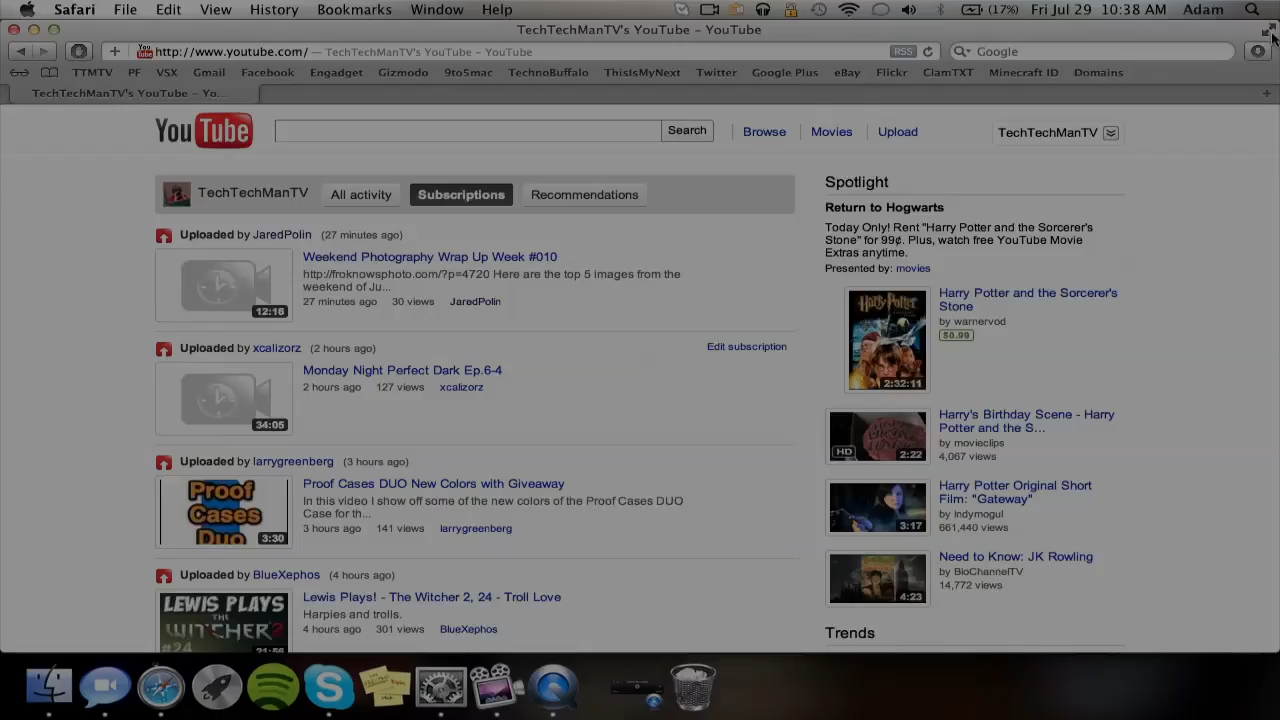 Safari File Edit View History Bookmarks Window Help (17%) Fri Jul 29 10:38 AM Adam
TechTechManTV's YouTube – YouTube
You Tube http://www.youtube.com/ — TechTechManTV's YouTube – YouTube RSS Google
TTMTV PF VSX Gmail Facebook Engadget Gizmodo 9to5mac TechnoBuffalo ThisIsMyNext Twitter Google Plus eBay Flickr ClamTXT Minecraft ID Domains
TechTechManTV's YouTube – Yo...
YouTube Search Browse Movies Upload TechTechManTV
TechTechManTV All activity Subscriptions Recommendations
Uploaded by JaredPolin (27 minutes ago)
Weekend Photography Wrap Up Week #010
http://froknowsphoto.com/?p=4720 Here are the top 5 images from the
weekend of Ju...
27 minutes ago 30 views JaredPolin
12:16
Uploaded by xcalizorz (2 hours ago)
Edit subscription
Monday Night Perfect Dark Ep.6-4
2 hours ago 127 views xcalizorz
34:05
Uploaded by larrygreenberg (3 hours ago)
Proof Cases DUO New Colors with Giveaway
In this video I show off some of the new colors of the Proof Cases DUO
Case for th...
3 hours ago 141 views larrygreenberg
Proof
Cases
Duo
3:30
Uploaded by BlueXephos (4 hours ago)
Lewis Plays! - The Witcher 2, 24 - Troll Love
Harpies and trolls.
4 hours ago 301 views BlueXephos
LEWIS PLAYS
THE
WITCHER 2
#24
21:56
Spotlight
Return to Hogwarts
Today Only! Rent "Harry Potter and the Sorcerer's
Stone" for 99¢. Plus, watch free YouTube Movie
Extras anytime.
Presented by: movies
Harry Potter
2:32:11
Harry Potter and the Sorcerer's
Stone
by warnervod
$0.99
HD 2:22
Harry's Birthday Scene - Harry
Potter and the S...
by movieclips
4,067 views
3:17
Harry Potter Original Short
Film: "Gateway"
by indymogul
661,440 views
4:23
Need to Know: JK Rowling
by BioChannelTV
14,772 views
Trends